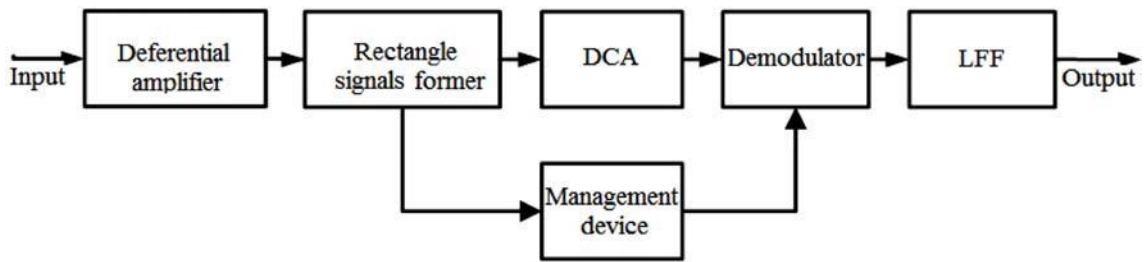 Input
Deferential
amplifier
Rectangle
signals former
DCA
Demodulator
LFF
Output
Management
device